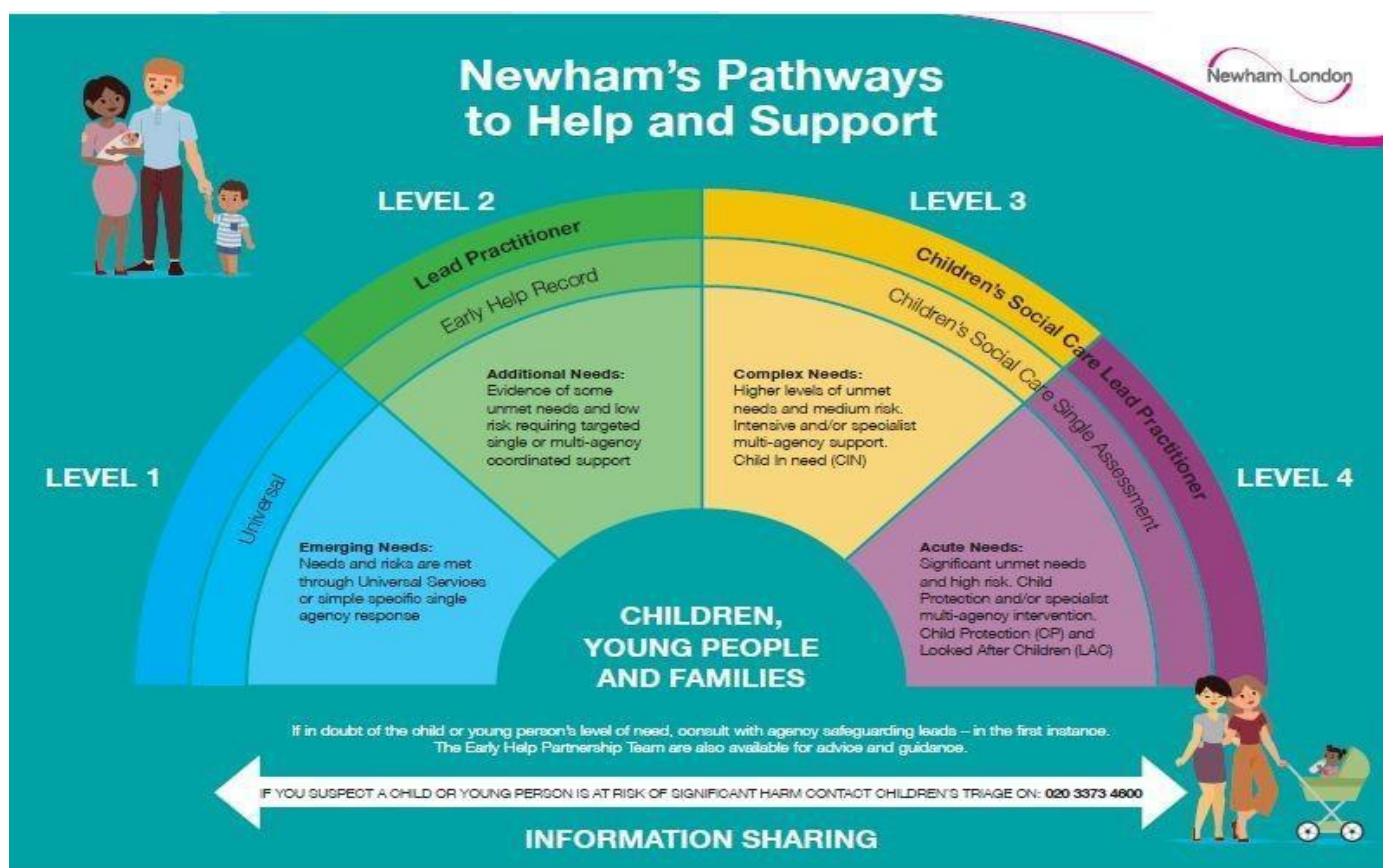 Newham's Pathways
to Help and Support
Newham London
LEVEL 1
Universal
Emerging Needs:
Needs and risks are met
through Universal Services
or simple specific single
agency response
LEVEL 2
Lead Practitioner
Early Help Record
Additional Needs:
Evidence of some
unmet needs and low
risk requiring targeted
single or multi-agency
coordinated support
LEVEL 3
Children's Social Care Lead Practitioner
Children's Social Care Single Assessment
Complex Needs:
Higher levels of unmet
needs and medium risk.
Intensive and/or specialist
multi-agency support.
Child In need (CIN)
LEVEL 4
Acute Needs:
Significant unmet needs
and high risk. Child
Protection and/or specialist
multi-agency intervention.
Child Protection (CP) and
Looked After Children (LAC)
CHILDREN,
YOUNG PEOPLE
AND FAMILIES
If in doubt of the child or young person's level of need, consult with agency safeguarding leads – in the first instance.
The Early Help Partnership Team are also available for advice and guidance.
IF YOU SUSPECT A CHILD OR YOUNG PERSON IS AT RISK OF SIGNIFICANT HARM CONTACT CHILDREN'S TRIAGE ON: 020 3373 4600
INFORMATION SHARING